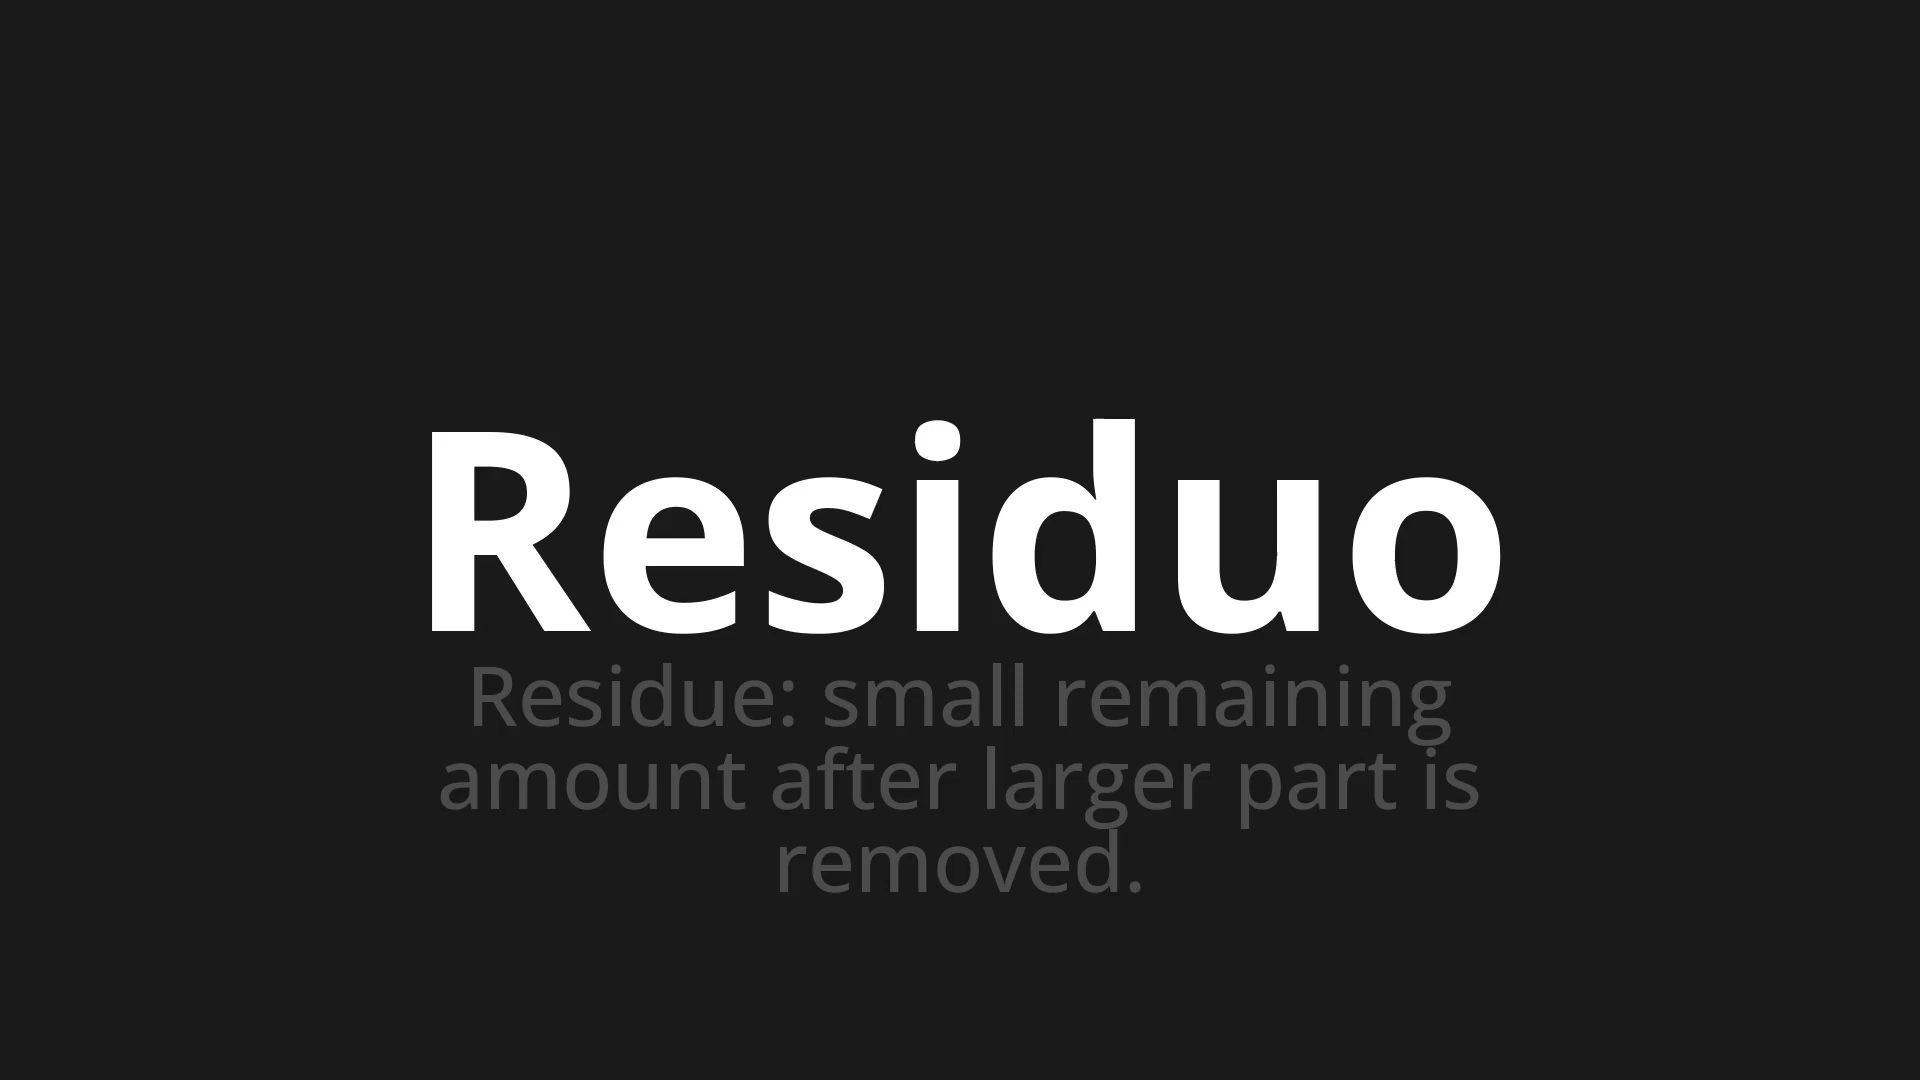 Residuo
Residue: small remaining
amount after larger part is
removed.